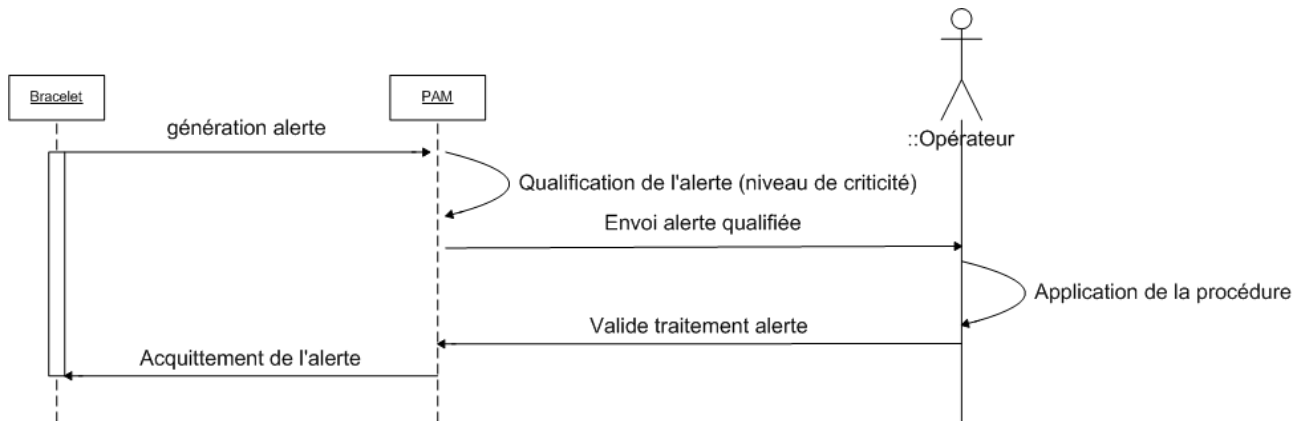 Bracelet
PAM
::Opérateur
génération alerte
Qualification de l'alerte (niveau de criticité)
Envoi alerte qualifiée
Application de la procédure
Valide traitement alerte
Acquittement de l'alerte